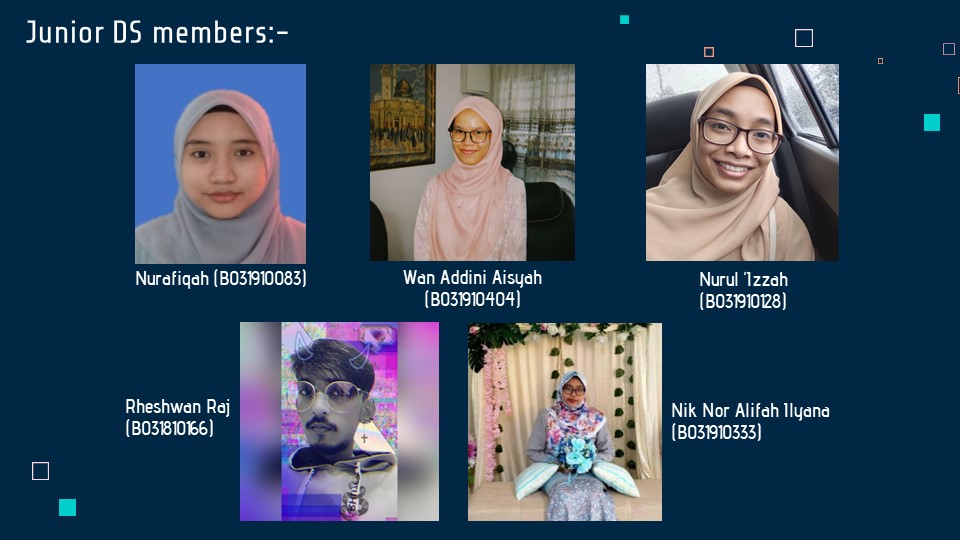 Junior DS members:-
Nurafiqah (B031910083)
Wan Addini Aisyah
(B031910404)
Nurul 'Izzah
(B031910128)
Rheshwan Raj
(B031810166)
Nik Nor Alifah Ilyana
(B031910333)